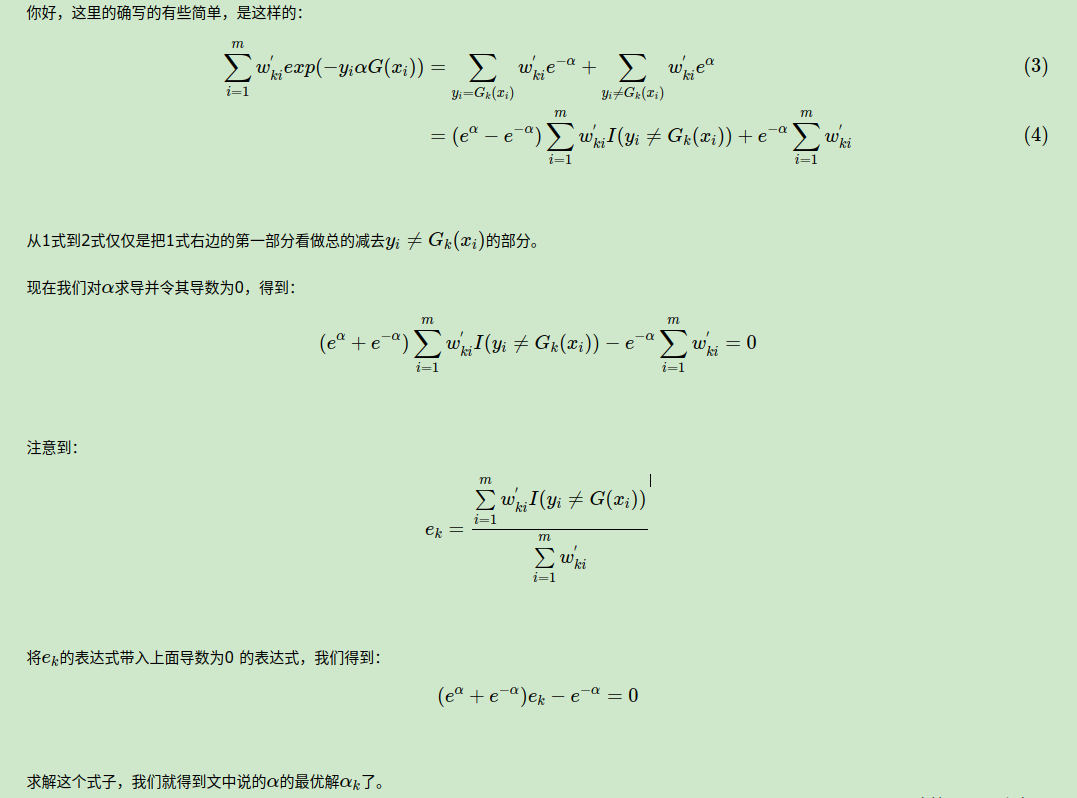 你好，这里的确写的有些简单，是这样的：
$$\sum_{i=1}^{m} w_{ki}^{'} exp(-y_i \alpha G(x_i)) = \sum_{y_i = G_k(x_i)} w_{ki}^{'} e^{-\alpha} + \sum_{y_i \neq G_k(x_i)} w_{ki}^{'} e^{\alpha} \quad (3)$$
$$= (e^{\alpha} - e^{-\alpha}) \sum_{i=1}^{m} w_{ki}^{'} I(y_i \neq G_k(x_i)) + e^{-\alpha} \sum_{i=1}^{m} w_{ki}^{'} \quad (4)$$
从1式到2式仅仅是把1式右边的第一部分看做总的减去$y_i \neq G_k(x_i)$的部分。
现在我们对$\alpha$求导并令其导数为0，得到：
$$(e^{\alpha} + e^{-\alpha}) \sum_{i=1}^{m} w_{ki}^{'} I(y_i \neq G_k(x_i)) - e^{-\alpha} \sum_{i=1}^{m} w_{ki}^{'} = 0$$
注意到：
$$e_k = \frac{\sum_{i=1}^{m} w_{ki}^{'} I(y_i \neq G(x_i))}{\sum_{i=1}^{m} w_{ki}^{'}}$$
将$e_k$的表达式带入上面导数为0 的表达式，我们得到：
$$(e^{\alpha} + e^{-\alpha}) e_k - e^{-\alpha} = 0$$
求解这个式子，我们就得到文中说的$\alpha$的最优解$\alpha_k$了。